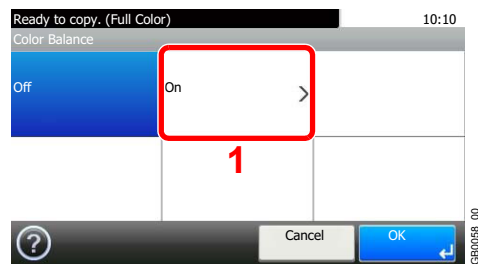 Ready to copy. (Full Color) 10:10
Color Balance
Off On
1
? Cancel OK
GB0058_00